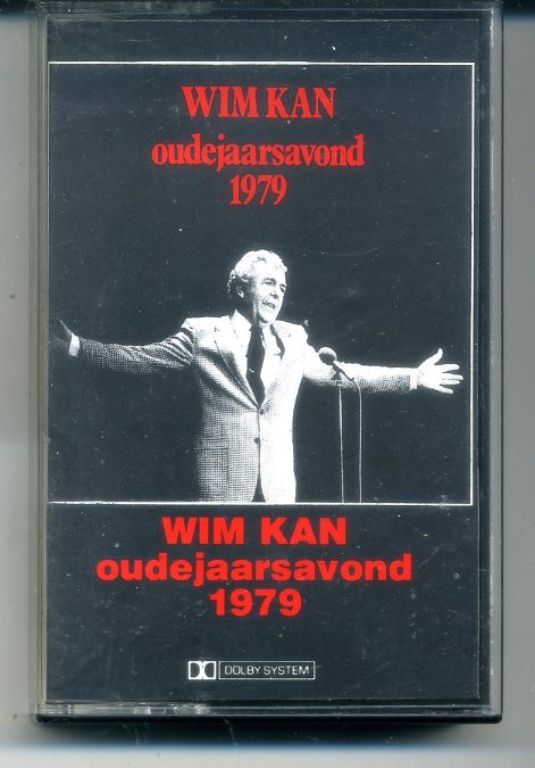 WIM KAN
oudejaarsavond
1979
WIM KAN
oudejaarsavond
1979
DOLBY SYSTEM